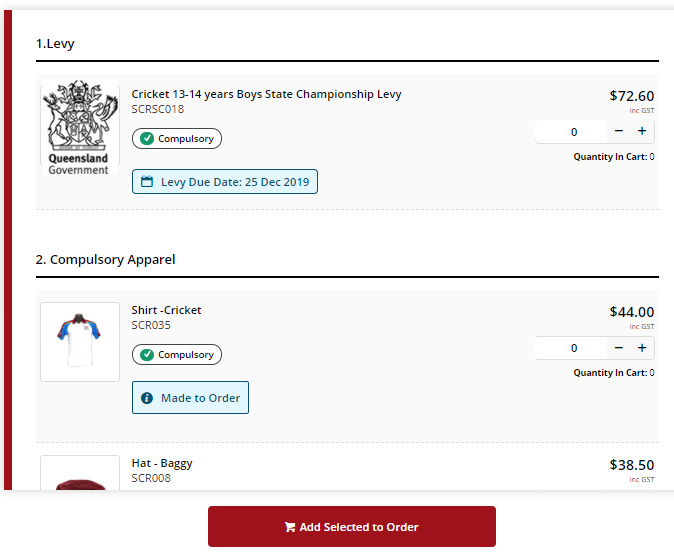 1.Levy
Cricket 13-14 years Boys State Championship Levy
$72.60
SCRSC018
inc GST
Compulsory
0 − +
Quantity In Cart: 0
Queensland
Government
Levy Due Date: 25 Dec 2019
2. Compulsory Apparel
Shirt -Cricket
$44.00
SCR035
inc GST
Compulsory
0 − +
Quantity In Cart: 0
Made to Order
Hat - Baggy
$38.50
SCR008
inc GST
Add Selected to Order